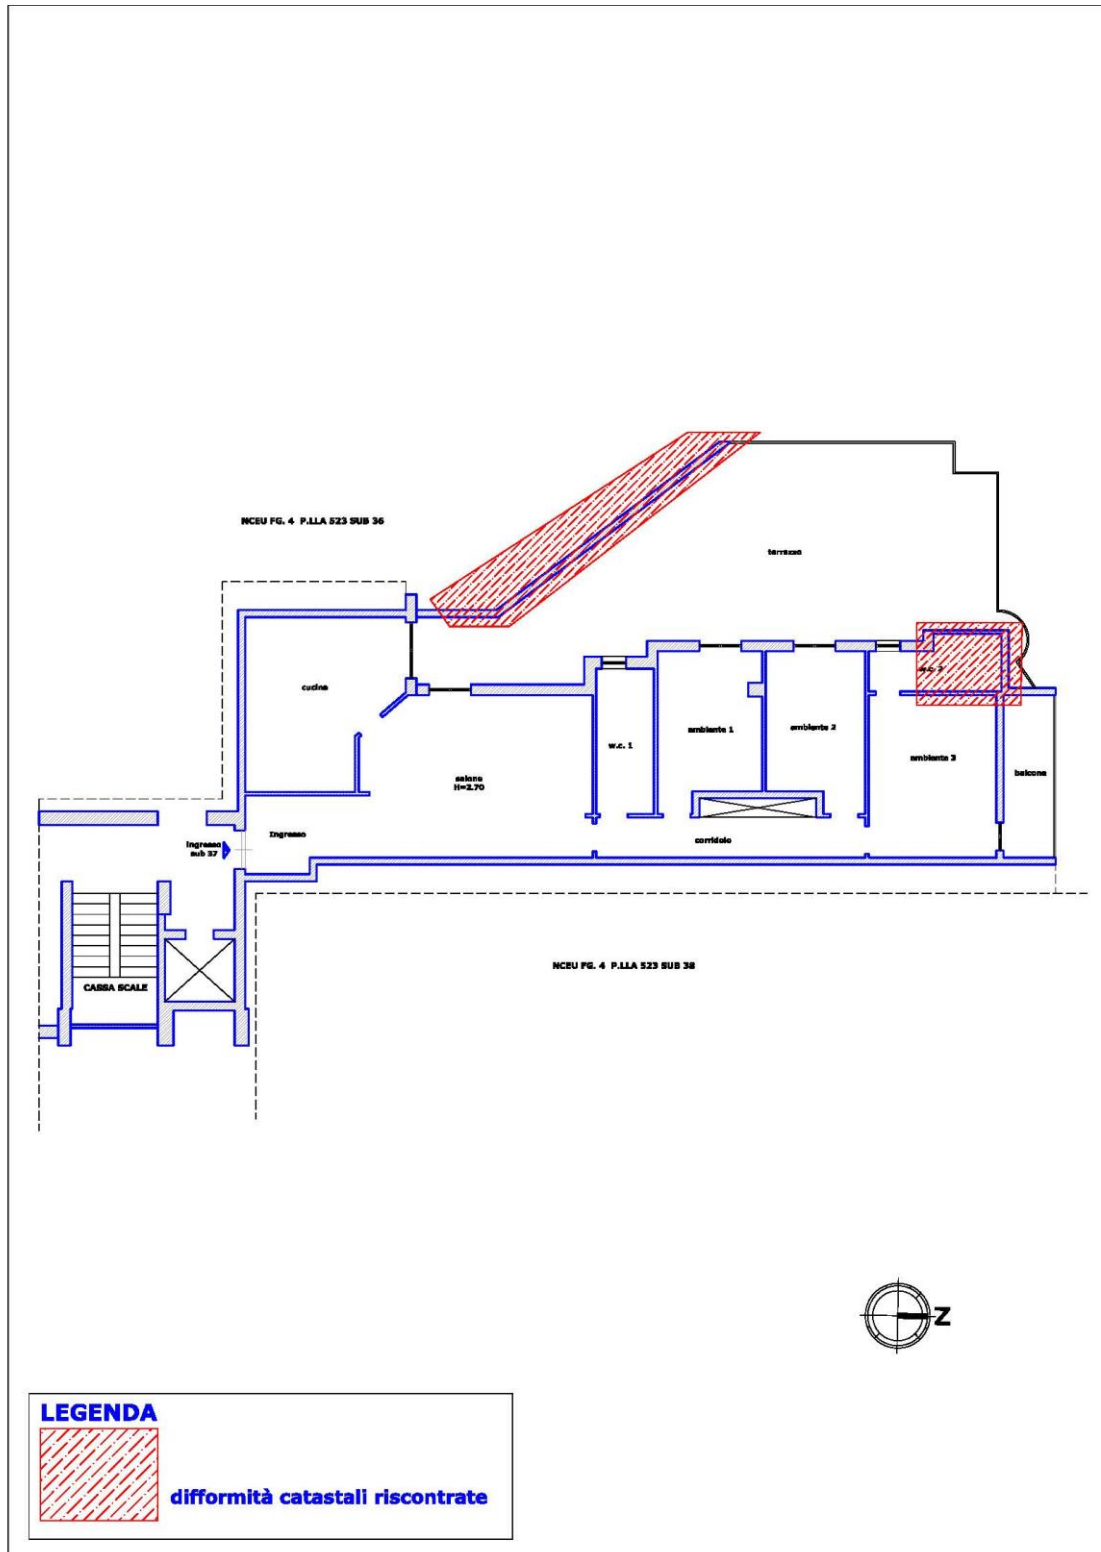 NCEU FG. 4 P.LLA 523 SUB 36
terrazzo
w.c. 2
cucina
ambiente 2
ambiente 1
w.c. 1
ambiente 3
salone
H=2.70
balcone
Ingresso
corridoio
Ingresso
sub 37
NCEU FG. 4 P.LLA 523 SUB 38
CASSA SCALE
N
LEGENDA
difformità catastali riscontrate